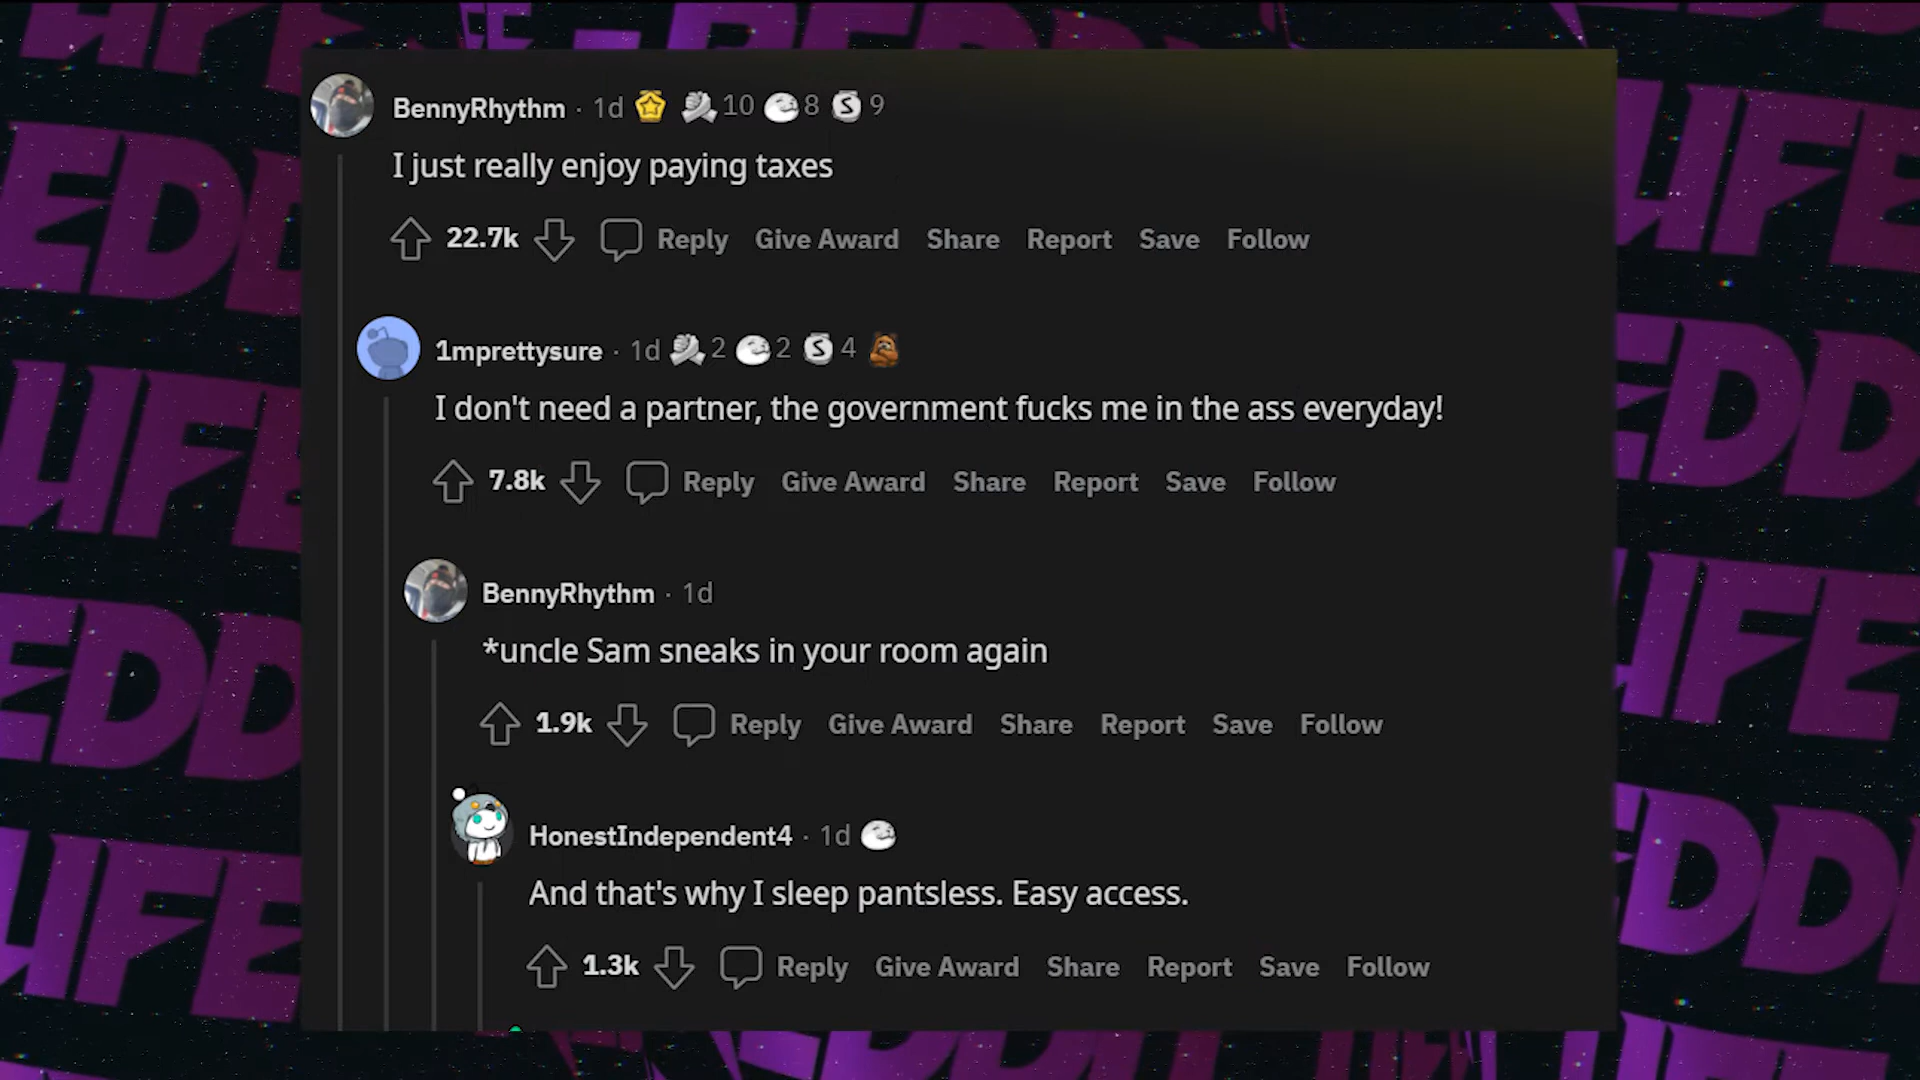 BennyRhythm · 1d 10 8 9
I just really enjoy paying taxes
22.7k Reply Give Award Share Report Save Follow
1mprettysure · 1d 2 2 4
I don't need a partner, the government fucks me in the ass everyday!
7.8k Reply Give Award Share Report Save Follow
BennyRhythm · 1d
*uncle Sam sneaks in your room again
1.9k Reply Give Award Share Report Save Follow
HonestIndependent4 · 1d
And that's why I sleep pantsless. Easy access.
1.3k Reply Give Award Share Report Save Follow